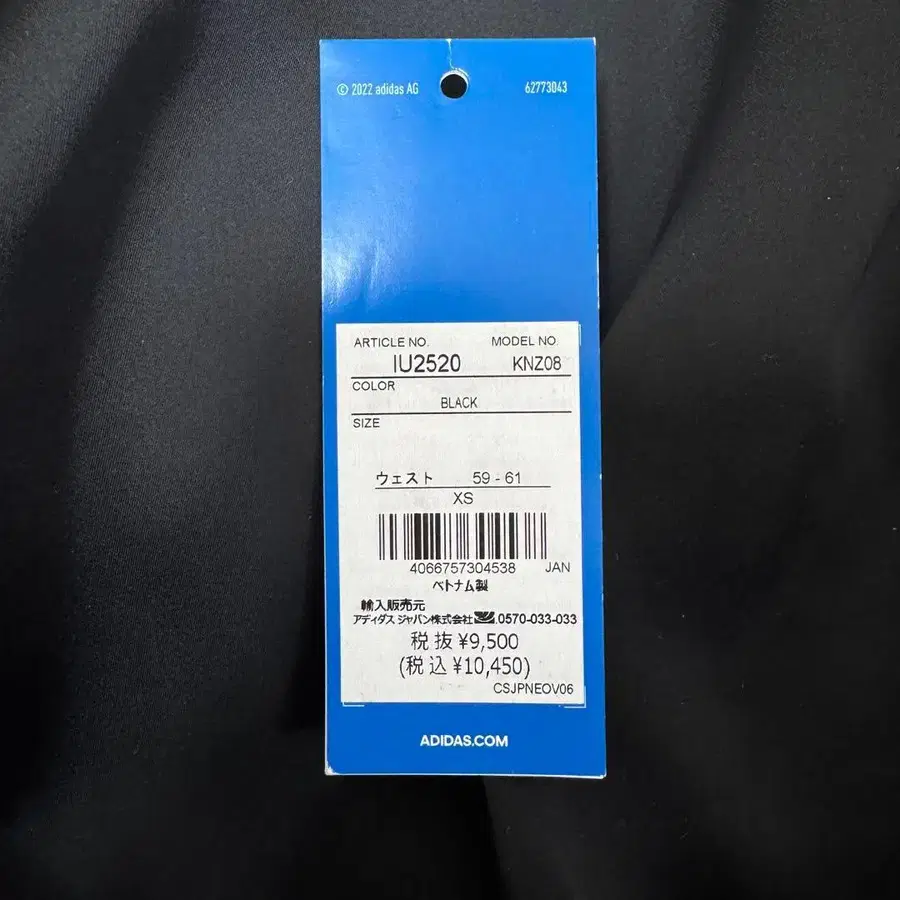 © 2022 adidas AG 62773043
ARTICLE NO. MODEL NO.
IU2520 KNZ08
COLOR
BLACK
SIZE
ウェスト 59 - 61
XS
4066757304538 JAN
ベトナム製
輸入販売元
アディダス ジャパン株式会社 0570-033-033
税抜 ¥9,500
(税込 ¥10,450)
CSJPNEOV06
ADIDAS.COM